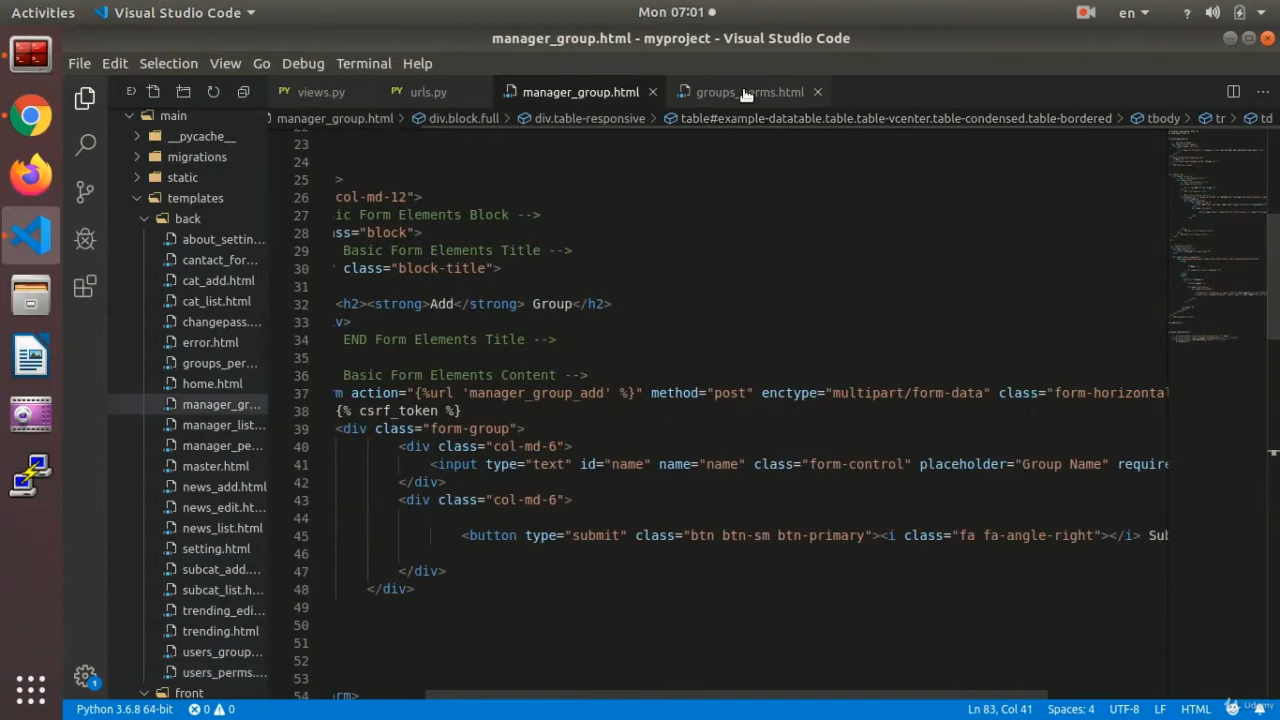 Activities
Visual Studio Code
Mon 07:01
en
?
manager_group.html - myproject - Visual Studio Code
File Edit Selection View Go Debug Terminal Help
PY views.py
PY urls.py
manager_group.html
groups_perms.html
manager_group.html
div.block.full
div.table-responsive
table#example-datatable.table.table-vcenter.table-condensed.table-bordered
tbody
tr
td
main
__pycache__
migrations
static
templates
back
about_settin...
cantact_for...
cat_add.html
cat_list.html
changepass....
error.html
groups_per...
home.html
manager_gr...
manager_list...
manager_pe...
master.html
news_add.html
news_edit.ht...
news_list.html
setting.html
subcat_add....
subcat_list.h...
trending_edi...
trending.html
users_group...
users_perms....
front
23
24
25 >
26 col-md-12">
27 ic Form Elements Block -->
28 ass="block">
29 Basic Form Elements Title -->
30 class="block-title">
31
32 <h2><strong>Add</strong> Group</h2>
33 v>
34 END Form Elements Title -->
35
36 Basic Form Elements Content -->
37 m action="{%url 'manager_group_add' %}" method="post" enctype="multipart/form-data" class="form-horizontal
38 {% csrf_token %}
39 <div class="form-group">
40 <div class="col-md-6">
41 <input type="text" id="name" name="name" class="form-control" placeholder="Group Name" require
42 </div>
43 <div class="col-md-6">
44
45 <button type="submit" class="btn btn-sm btn-primary"><i class="fa fa-angle-right"></i> Sub
46
47 </div>
48 </div>
49
50
51
52
53
54 rm>
1
Python 3.6.8 64-bit
0
0
Ln 83, Col 41
Spaces: 4
UTF-8
LF
HTML
Udemy